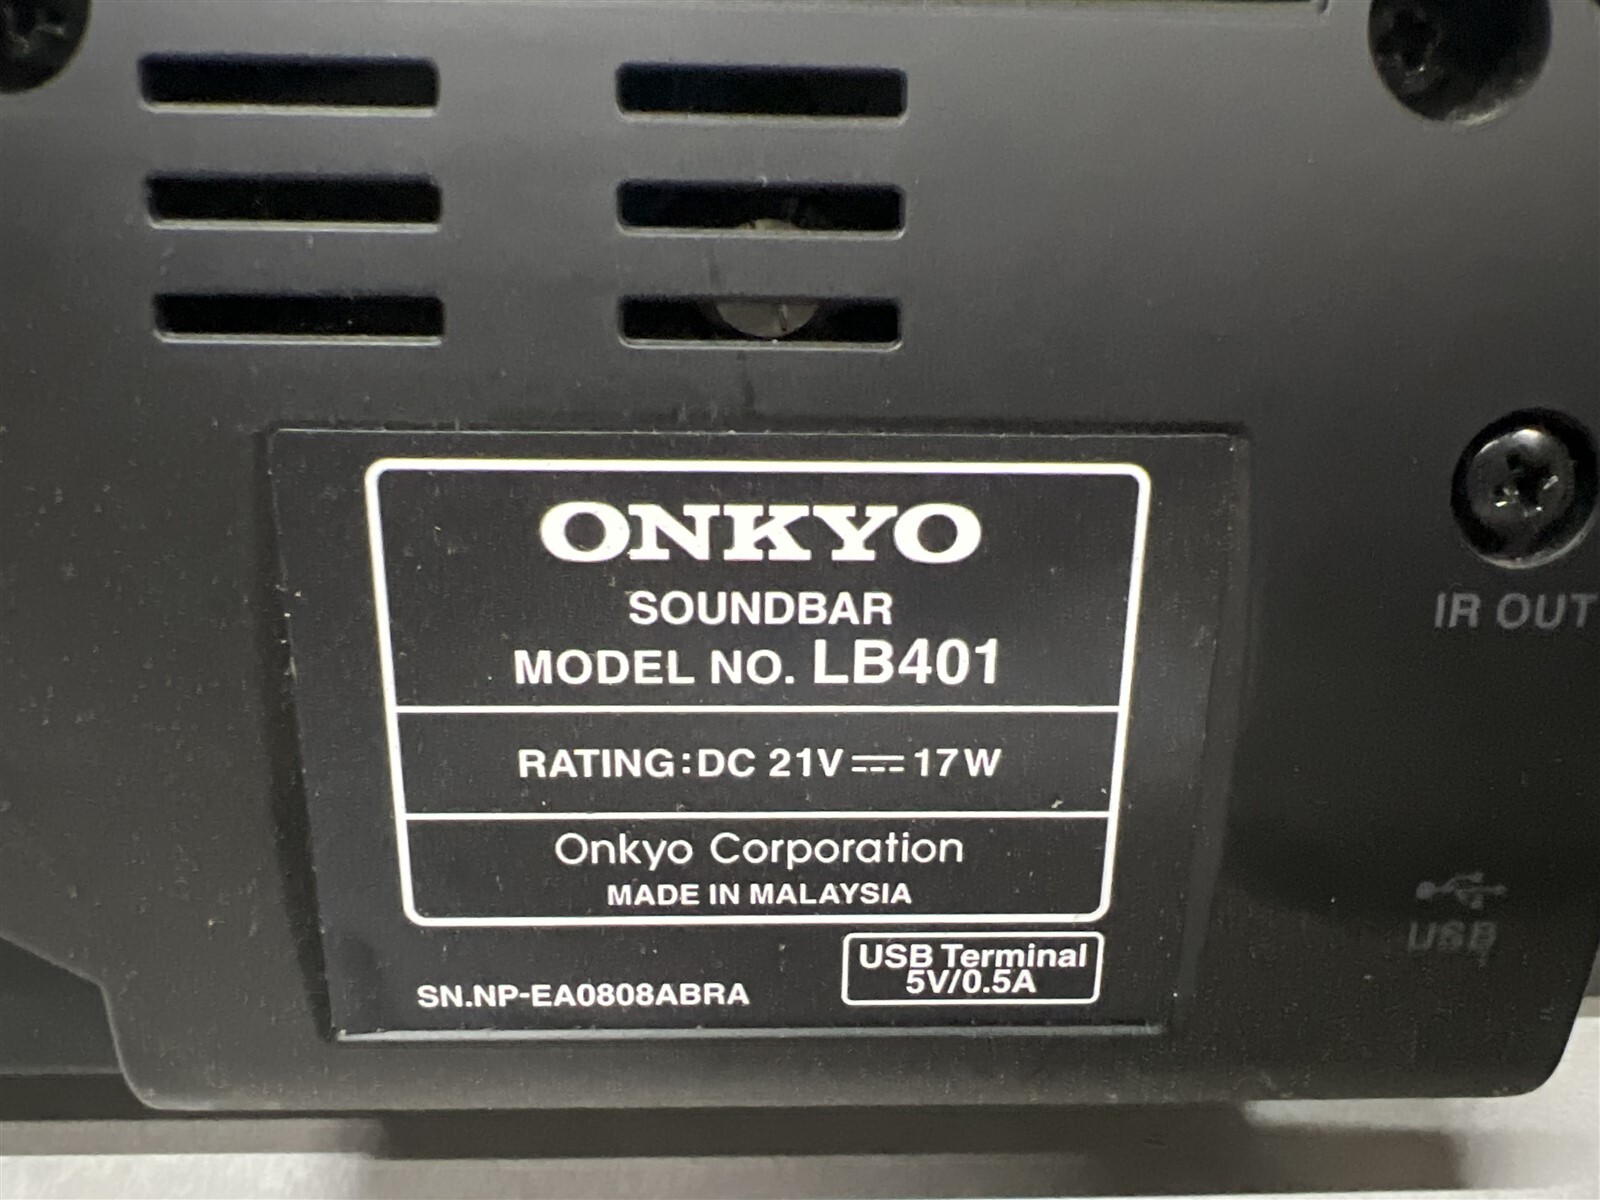 ONKYO
SOUNDBAR
MODEL NO. LB401
RATING:DC 21V⎓17W
Onkyo Corporation
MADE IN MALAYSIA
SN.NP-EA0808ABRA
USB Terminal
5V/0.5A
IR OUT
USB